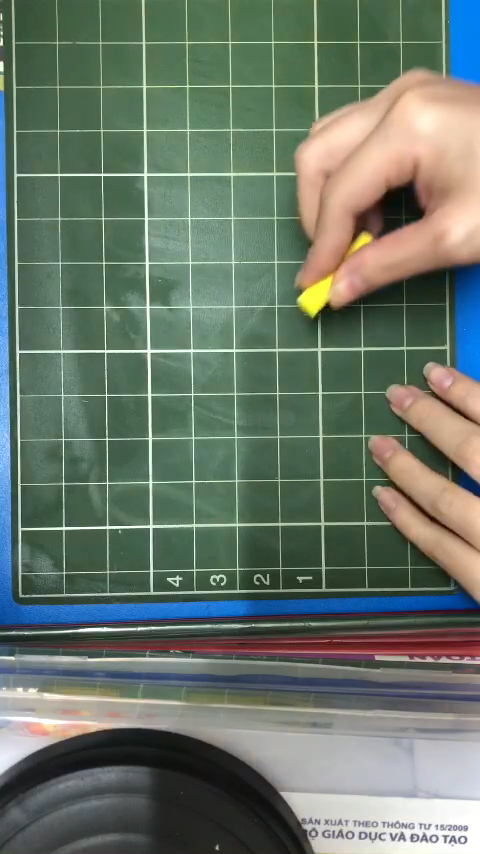 4 3 2 1
SẢN XUẤT THEO THÔNG TƯ 15/2009
BỘ GIÁO DỤC VÀ ĐÀO TẠO